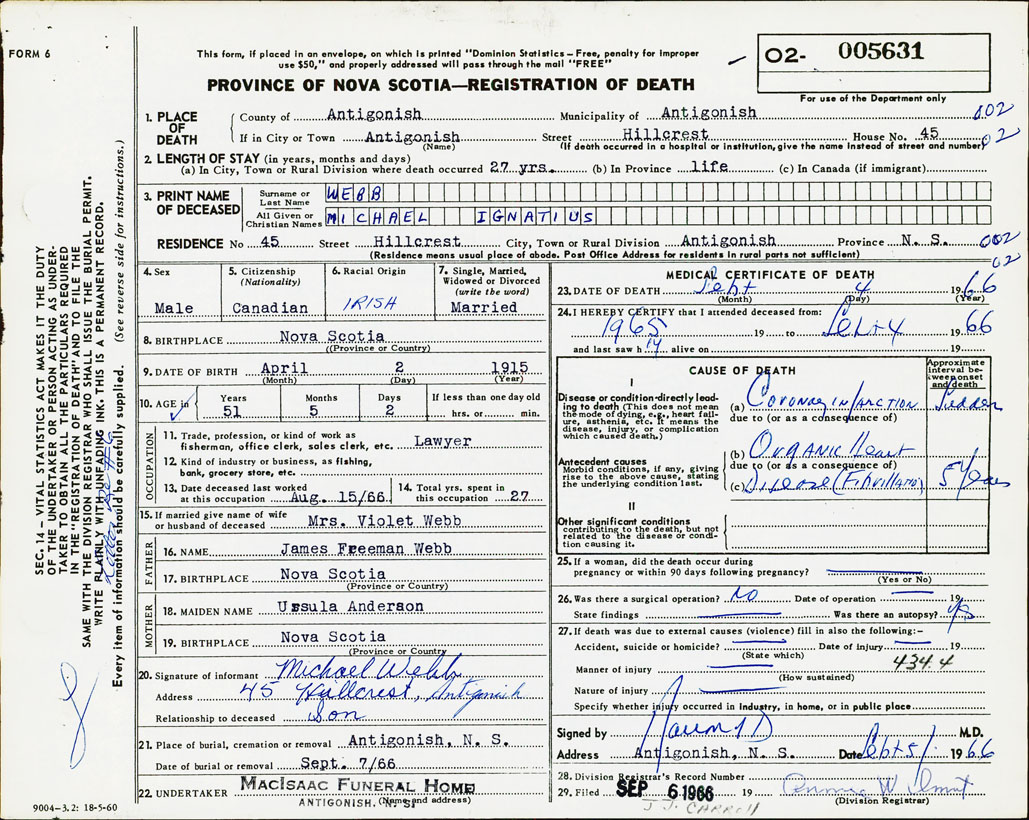 FORM 6
This form, if placed in an envelope, on which is printed "Dominion Statistics – Free, penalty for improper
use $50," and properly addressed will pass through the mail "FREE"
02- 005631
For use of the Department only
PROVINCE OF NOVA SCOTIA—REGISTRATION OF DEATH
1. PLACE OF DEATH
County of Antigonish Municipality of Antigonish 002
If in City or Town Antigonish Street Hillcrest House No. 45 02
(Name) (If death occurred in a hospital or institution, give the name instead of street and number)
2. LENGTH OF STAY (in years, months and days)
(a) In City, Town or Rural Division where death occurred 27 yrs. (b) In Province life (c) In Canada (if immigrant)
3. PRINT NAME OF DECEASED
Surname or Last Name WEBB
All Given or Christian Names MICHAEL IGNATIUS
RESIDENCE No 45 Street Hillcrest City, Town or Rural Division Antigonish Province N. S. 002
(Residence means usual place of abode. Post Office Address for residents in rural parts not sufficient) 02
4. Sex
Male
5. Citizenship
(Nationality)
Canadian
6. Racial Origin
IRISH
7. Single, Married, Widowed or Divorced
(write the word)
Married
8. BIRTHPLACE Nova Scotia
((Province or Country)
9. DATE OF BIRTH April 2 1915
(Month) (Day) (Year)
10. AGE in
Years Months Days If less than one day old
51 5 2 hrs. or min.
OCCUPATION
11. Trade, profession, or kind of work as
fisherman, office clerk, sales clerk, etc. Lawyer
12. Kind of industry or business, as fishing,
bank, grocery store, etc.
13. Date deceased last worked
at this occupation Aug. 15/66
14. Total yrs. spent in
this occupation 27
15. If married give name of wife
or husband of deceased Mrs. Violet Webb
FATHER
16. NAME James Freeman Webb
17. BIRTHPLACE Nova Scotia
(Province or Country)
MOTHER
18. MAIDEN NAME Ursula Anderson
19. BIRTHPLACE Nova Scotia
(Province or Country
20. Signature of informant Michael Webb
Address 45 Hillcrest, Antigonish
Relationship to deceased Son
21. Place of burial, cremation or removal Antigonish, N. S.
Date of burial or removal Sept. 7/66
22. UNDERTAKER MACISAAC FUNERAL HOME
(Name and address)
ANTIGONISH. N. S.
MEDICAL CERTIFICATE OF DEATH
23. DATE OF DEATH Sept 4 1966
(Month) (Day) (Year)
24. I HEREBY CERTIFY that I attended deceased from:
1965 19 to Sept 4 1966
and last saw h alive on 19
CAUSE OF DEATH
Approximate interval between onset and death
I
Disease or condition directly leading to death (This does not mean the mode of dying, e.g., heart failure, asthenia, etc. It means the disease, injury, or complication which caused death.)
(a) Coronary infarction Sudden
due to (or as a consequence of)
Antecedent causes
Morbid conditions, if any, giving rise to the above cause, stating the underlying condition last.
(b) Organic Heart
due to (or as a consequence of)
(c) Disease (Fibrillans) 5 years
II
Other significant conditions
contributing to the death, but not related to the disease or condition causing it.
25. If a woman, did the death occur during
pregnancy or within 90 days following pregnancy?
(Yes or No)
26. Was there a surgical operation? No Date of operation 19
State findings Was there an autopsy? yes
27. If death was due to external causes (violence) fill in also the following:–
Accident, suicide or homicide? Date of injury 19
(State which)
434.4
Manner of injury
(How sustained)
Nature of injury
Specify whether injury occurred in industry, in home, or in public place
Signed by M.D.
Address Antigonish, N. S. Date Sept 5/ 1966
28. Division Registrar's Record Number
29. Filed SEP 6 1966 19
(Division Registrar)
J. J. CARROLL
SEC. 14 – VITAL STATISTICS ACT MAKES IT THE DUTY
OF THE UNDERTAKER OR PERSON ACTING AS UNDER-
TAKER TO OBTAIN ALL THE PARTICULARS REQUIRED
IN THE "REGISTRATION OF DEATH" AND TO FILE THE
SAME WITH THE DIVISION REGISTRAR WHO SHALL ISSUE THE BURIAL PERMIT.
WRITE PLAINLY WITH UNFADING INK. THIS IS A PERMANENT RECORD.
Every item of information should be carefully supplied. (See reverse side for instructions.)
9004-3.2: 18-5-60